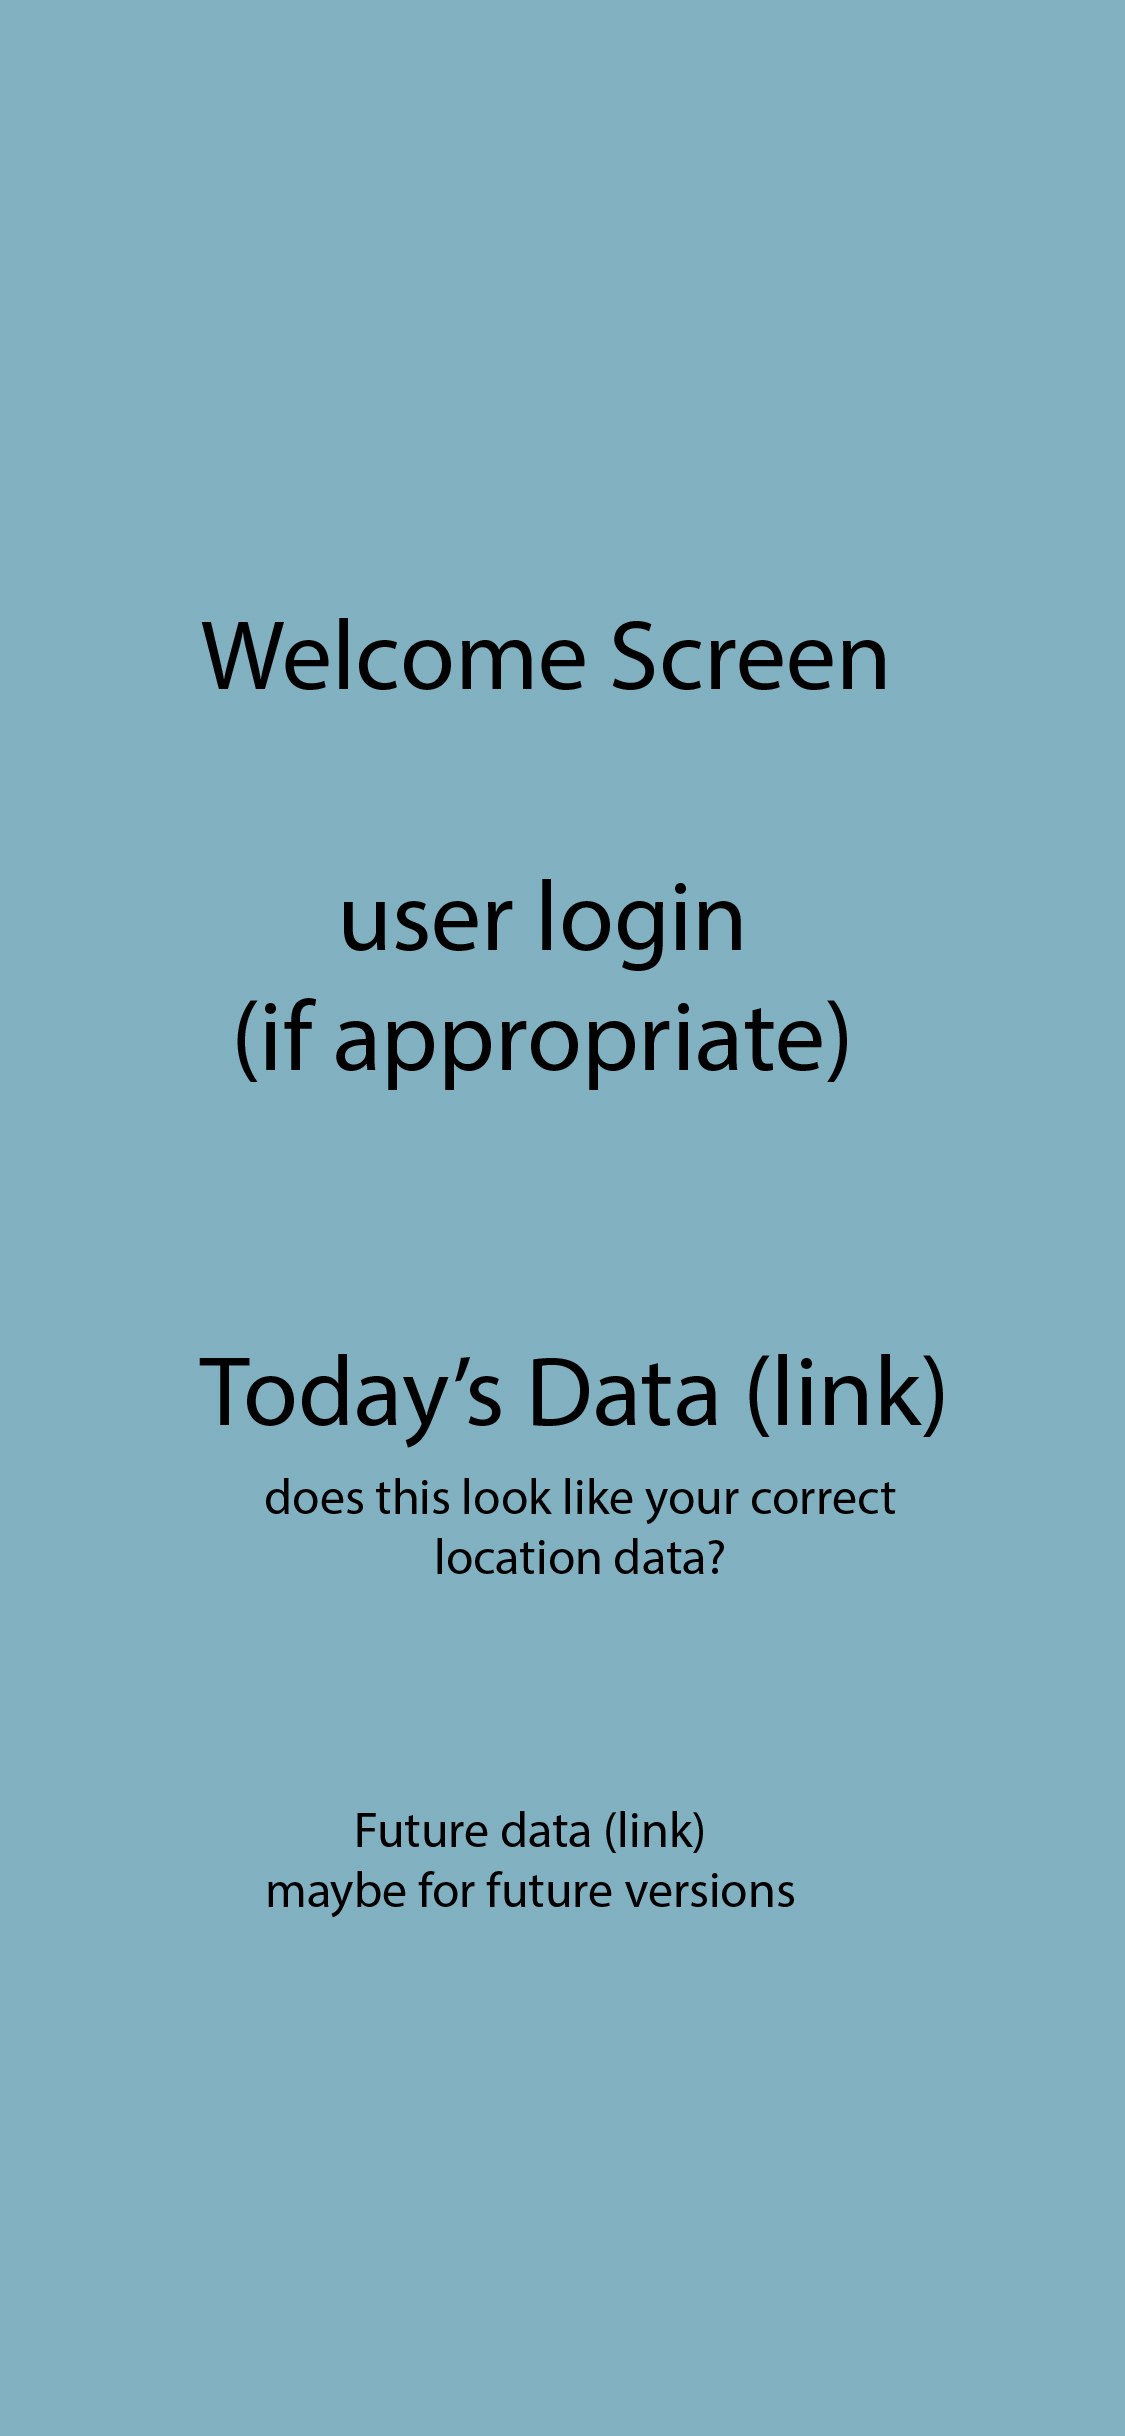 Welcome Screen
user login
(if appropriate)
Today’s Data (link)
does this look like your correct
location data?
Future data (link)
maybe for future versions